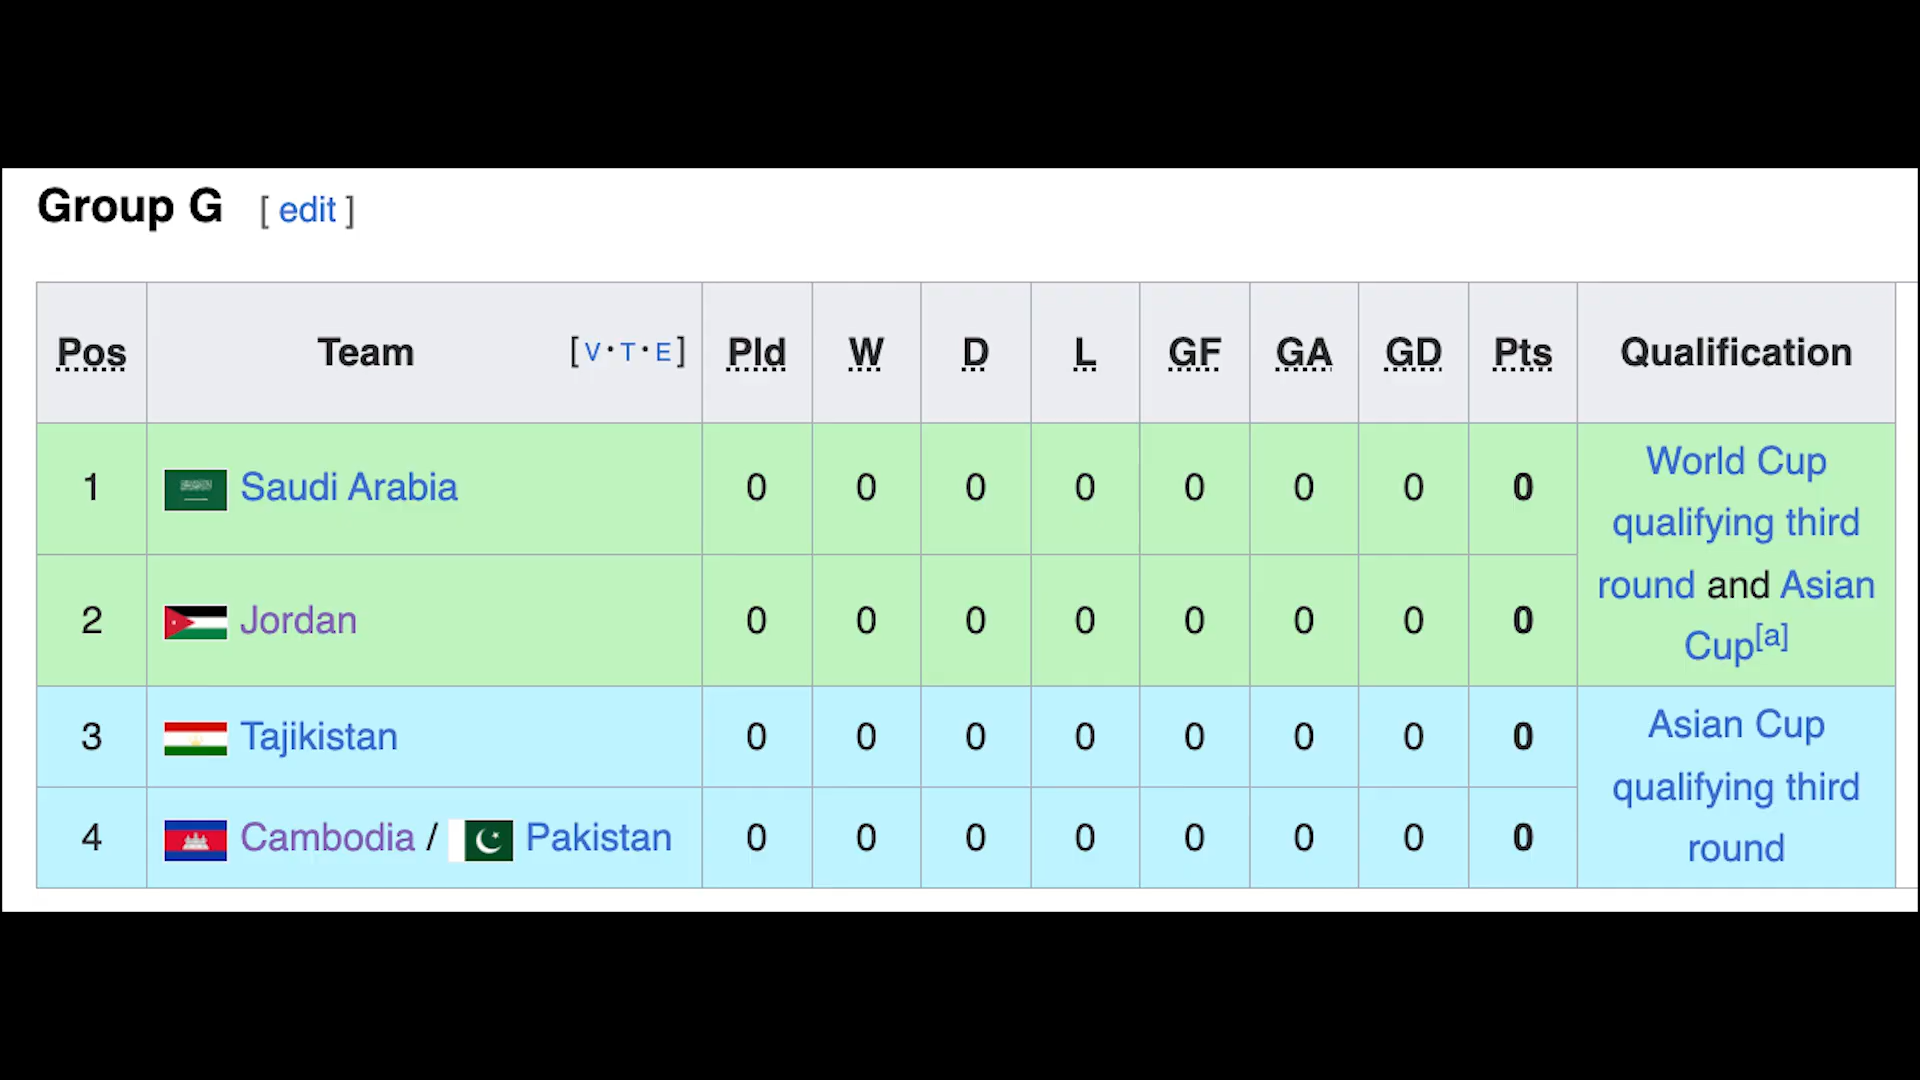 Group G [ edit ]
Pos Team [V·T·E] Pld W D L GF GA GD Pts Qualification
1 Saudi Arabia 0 0 0 0 0 0 0 0 World Cup
qualifying third
round and Asian
Cup[a]
2 Jordan 0 0 0 0 0 0 0 0
3 Tajikistan 0 0 0 0 0 0 0 0 Asian Cup
qualifying third
round
4 Cambodia / Pakistan 0 0 0 0 0 0 0 0